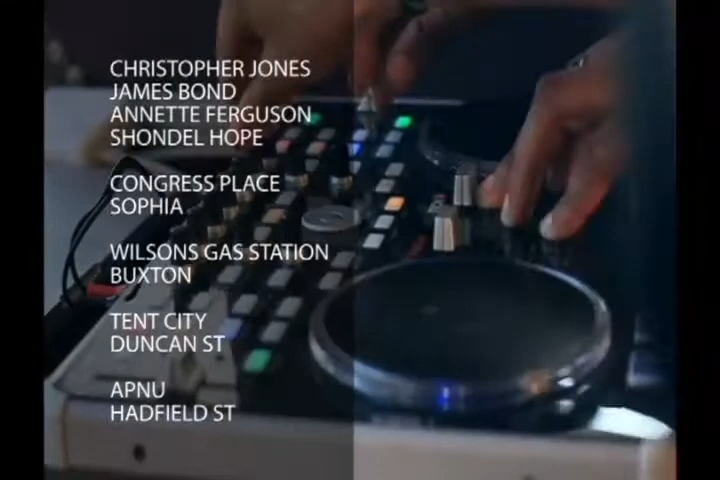 CHRISTOPHER JONES
JAMES BOND
ANNETTE FERGUSON
SHONDEL HOPE
CONGRESS PLACE
SOPHIA
WILSONS GAS STATION
BUXTON
TENT CITY
DUNCAN ST
APNU
HADFIELD ST